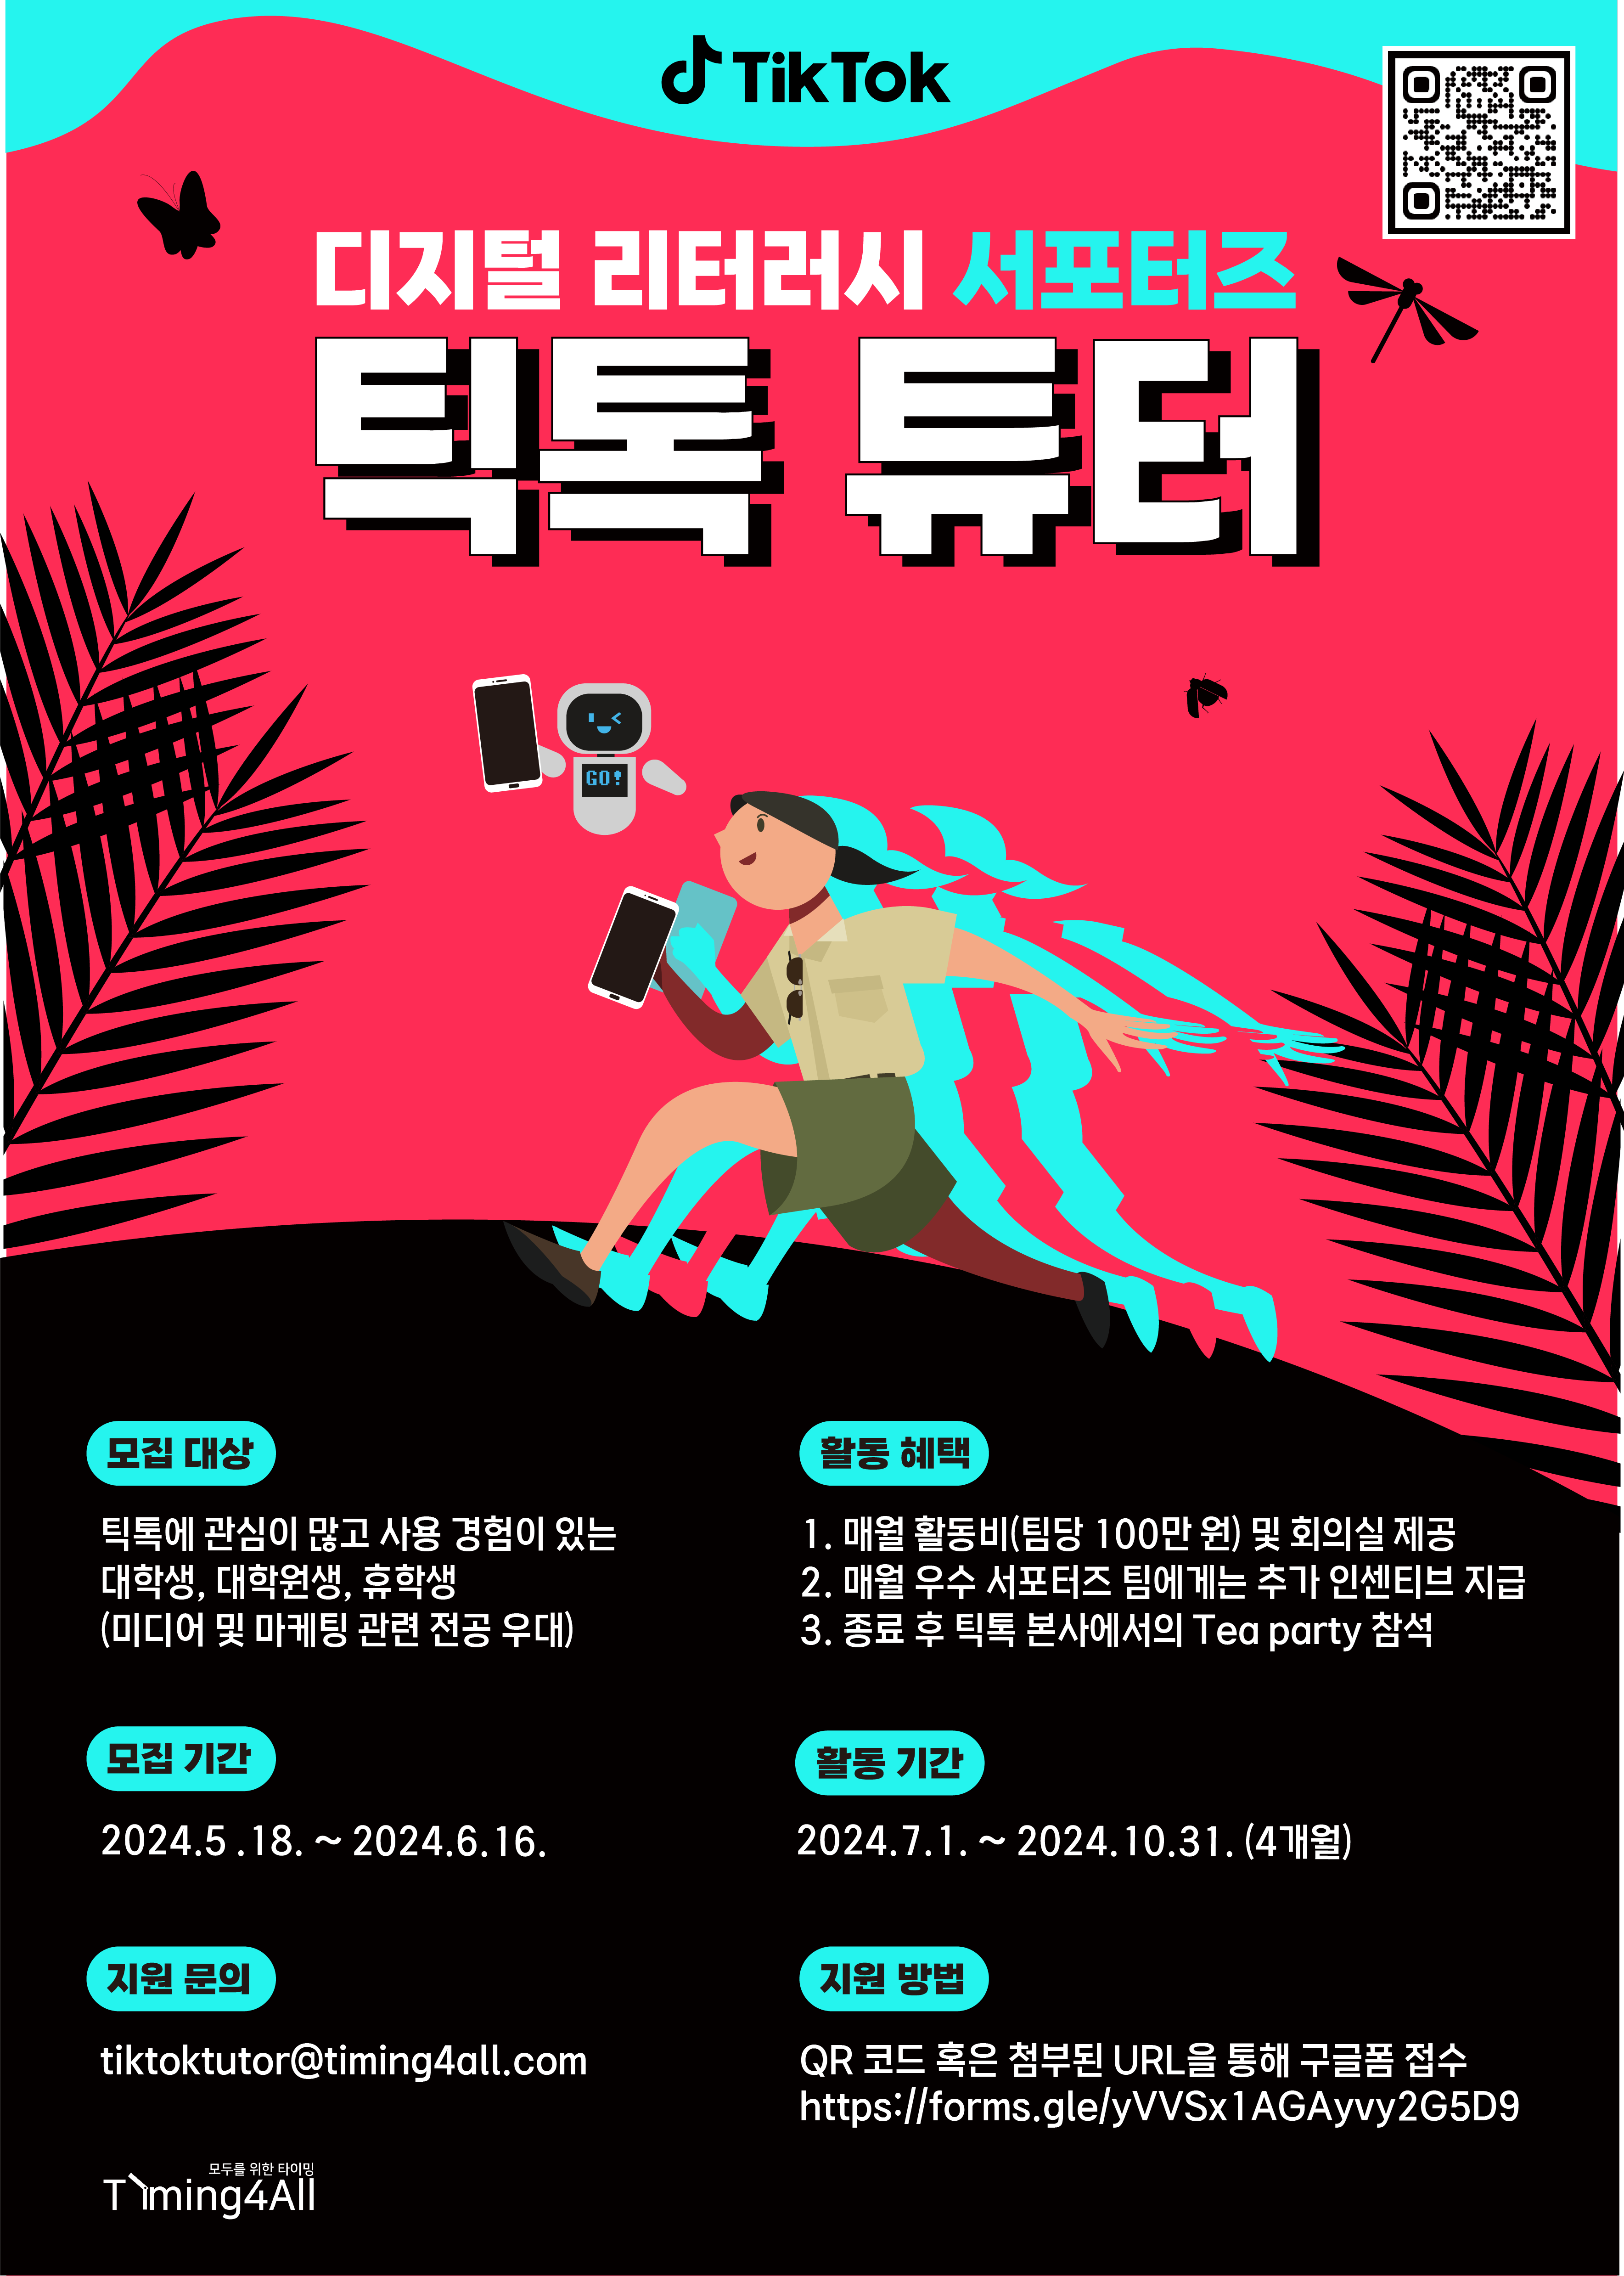 TikTok
디지털 리터러시 서포터즈
틱톡 튜터
GO!
모집 대상
틱톡에 관심이 많고 사용 경험이 있는
대학생, 대학원생, 휴학생
(미디어 및 마케팅 관련 전공 우대)
활동 혜택
1. 매월 활동비(팀당 100만 원) 및 회의실 제공
2. 매월 우수 서포터즈 팀에게는 추가 인센티브 지급
3. 종료 후 틱톡 본사에서의 Tea party 참석
모집 기간
2024.5 .18. ~ 2024.6.16.
활동 기간
2024.7.1. ~ 2024.10.31. (4개월)
지원 문의
tiktoktutor@timing4all.com
지원 방법
QR 코드 혹은 첨부된 URL을 통해 구글폼 접수
https://forms.gle/yVVSx1AGAyvy2G5D9
모두를 위한 타이밍
Timing4All